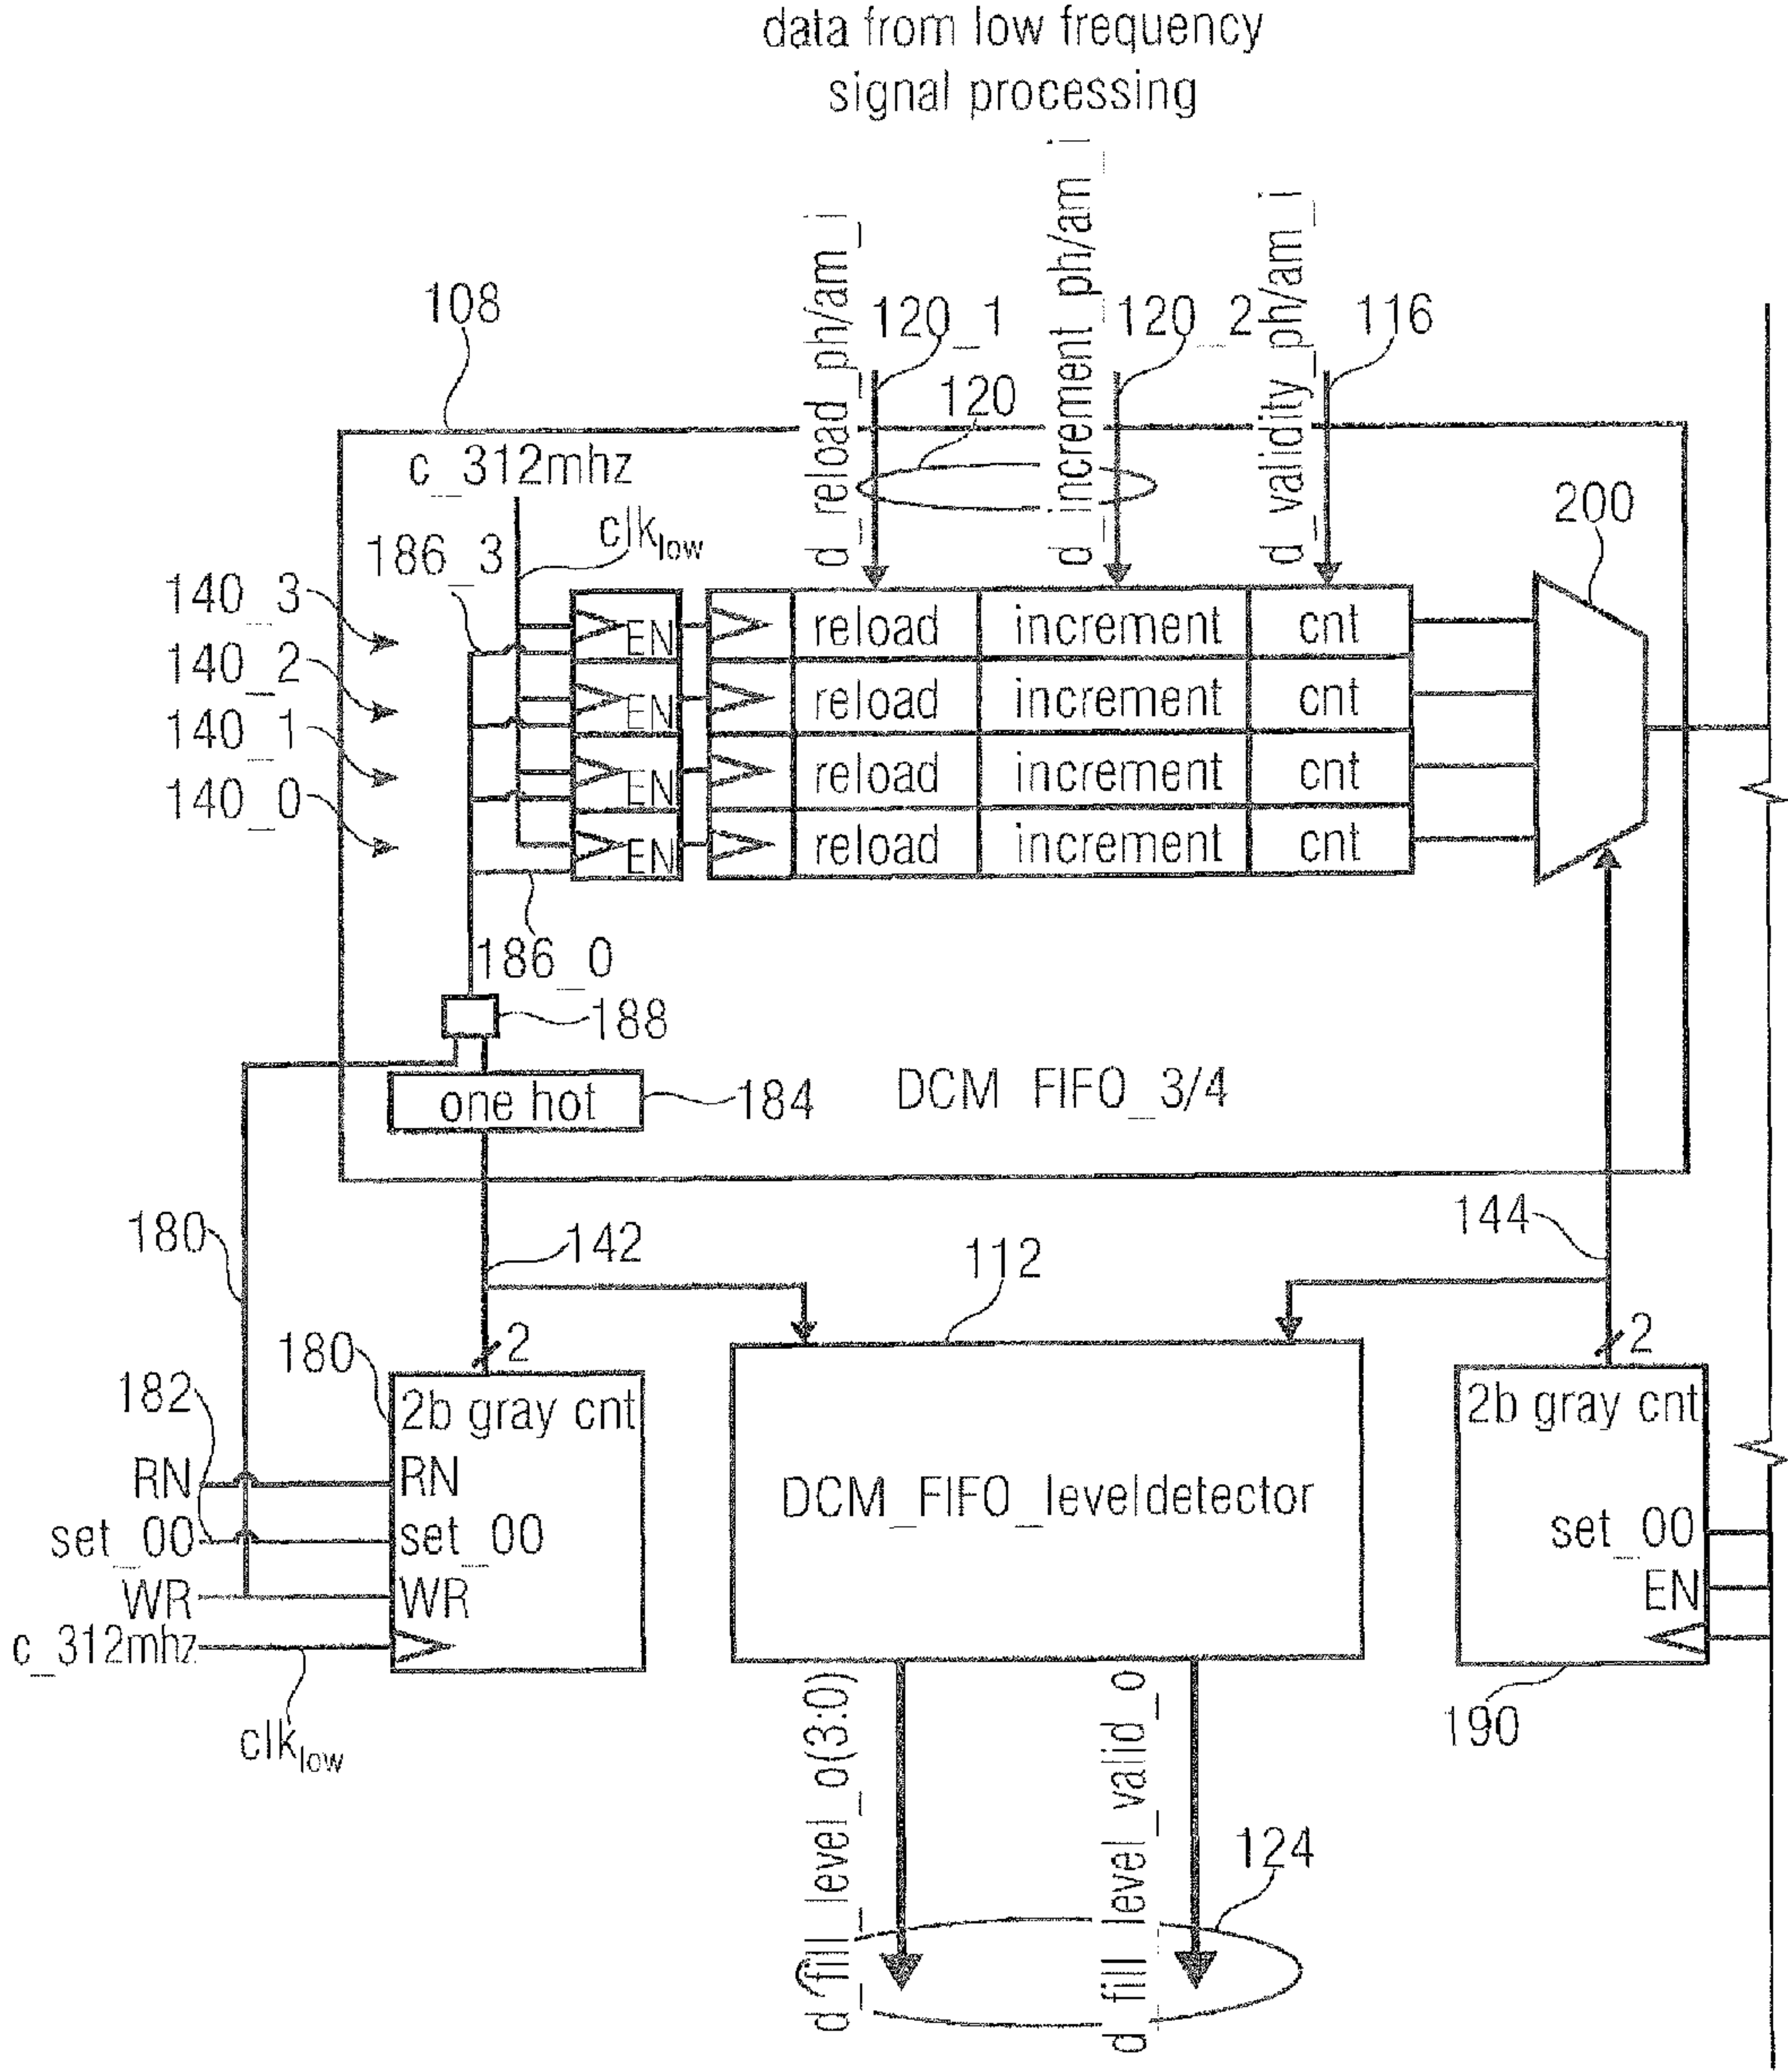 data from low frequency
signal processing
d_reload_ph/am_i
d_increment_ph/am_i
d_validity_ph/am_i
120_1
120_2
116
120
108
c_312mhz
clklow
186_3
200
140_3
140_2
140_1
140_0
EN reload increment cnt
EN reload increment cnt
EN reload increment cnt
EN reload increment cnt
186_0
188
one hot
184
DCM FIFO_3/4
180
142
112
144
2
2
180
182
2b gray cnt
RN RN
set_00 set_00
WR WR
c_312mhz
clklow
DCM_FIFO_leveldetector
2b gray cnt
set_00
EN
190
d_fill_level_o(3:0)
d_fill_level_valid_o
124